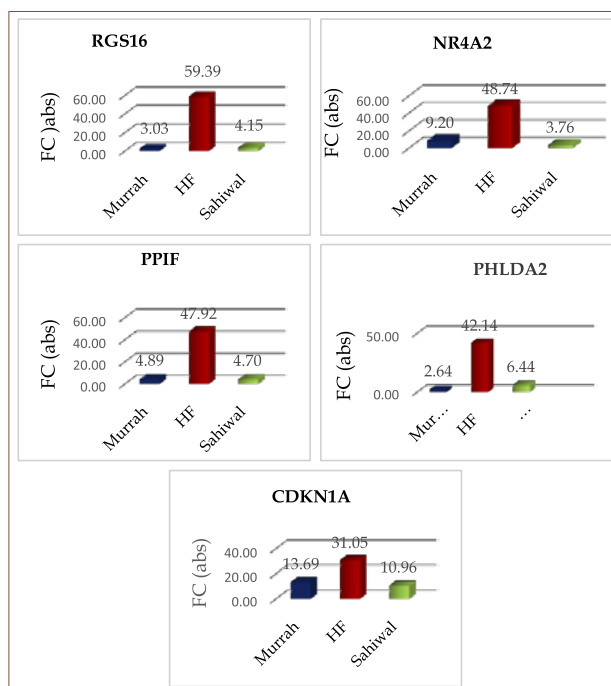 RGS16
FC )abs)
60.00
40.00
20.00
0.00
3.03
59.39
4.15
Murrah
HF
Sahiwal
NR4A2
FC (abs)
60.00
40.00
20.00
0.00
9.20
48.74
3.76
Murrah
HF
Sahiwal
PPIF
FC (abs)
60.00
40.00
20.00
0.00
4.89
47.92
4.70
Murrah
HF
Sahiwal
PHLDA2
FC (abs)
50.00
0.00
2.64
42.14
6.44
Mur...
HF
...
CDKN1A
FC (abs)
40.00
20.00
0.00
13.69
31.05
10.96
Murrah
HF
Sahiwal